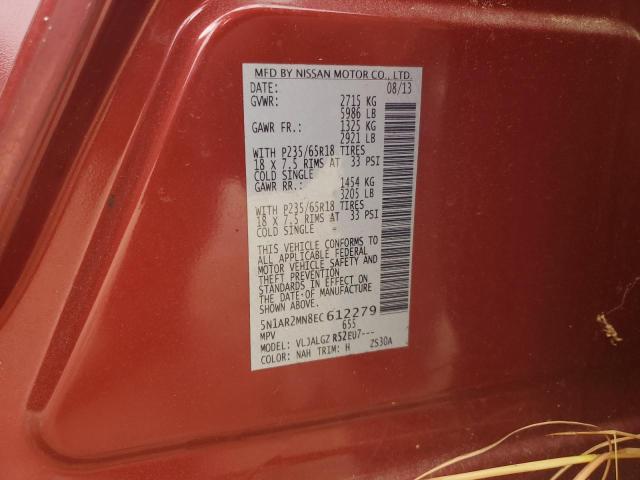 MFD BY NISSAN MOTOR CO., LTD.
DATE: 08/13
GVWR: 2715 KG
5986 LB
GAWR FR.: 1325 KG
2921 LB
WITH P235/65R18 TIRES
18 X 7.5 RIMS AT 33 PSI
COLD SINGLE
GAWR RR.: 1454 KG
3205 LB
WITH P235/65R18 TIRES
18 X 7.5 RIMS AT 33 PSI
COLD SINGLE
THIS VEHICLE CONFORMS TO
ALL APPLICABLE FEDERAL
MOTOR VEHICLE SAFETY AND
THEFT PREVENTION
STANDARDS IN EFFECT ON
THE DATE OF MANUFACTURE
SHOWN ABOVE.
5N1AR2MN8EC612279
MPV 655
MODEL: VLJALGZ R52EU7---
COLOR: NAH TRIM: H ZS30A